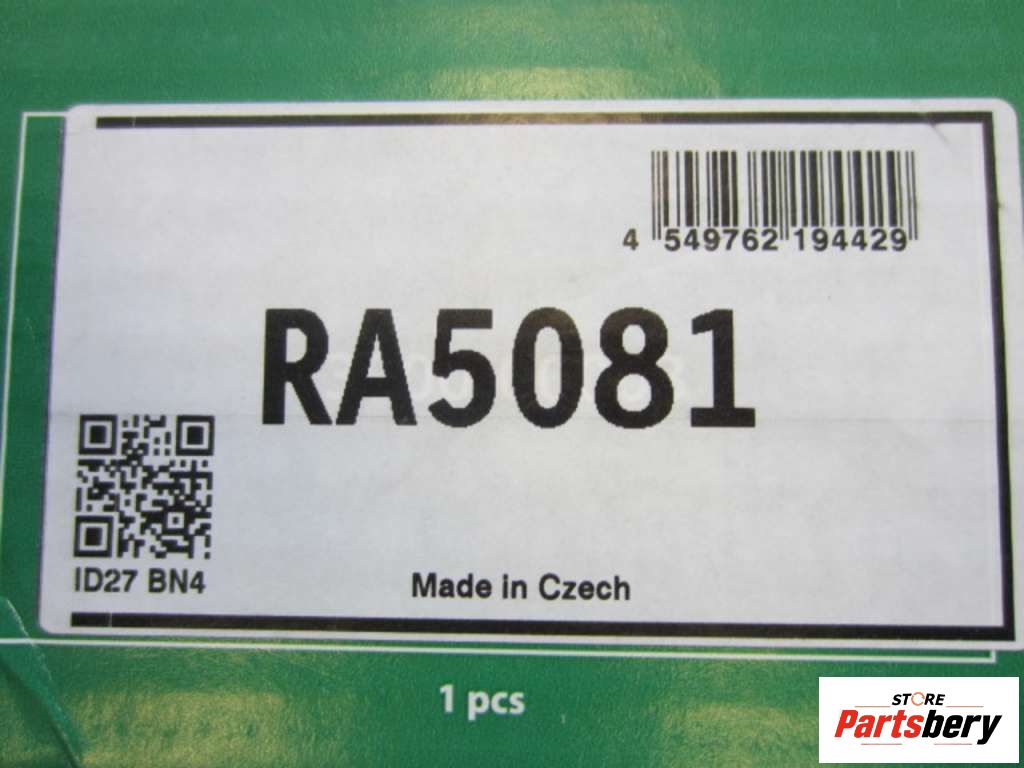 4 549762 194429
RA5081
ID27 BN4
Made in Czech
1 pcs
STORE
Partsbery